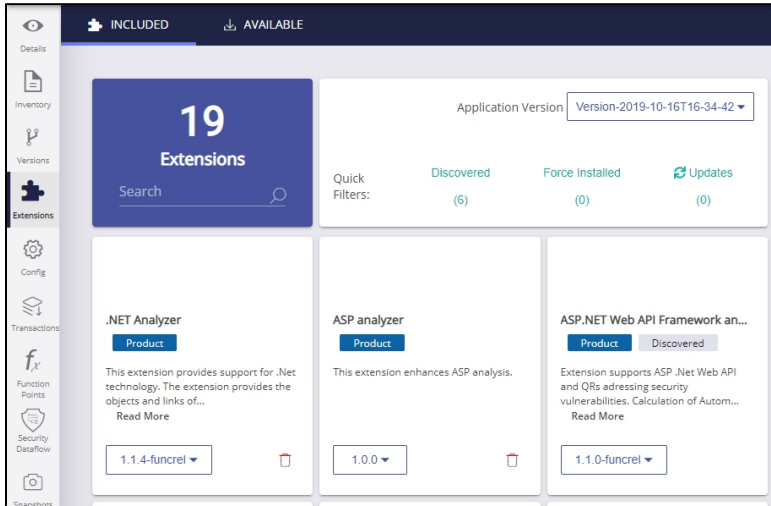 Details
Inventory
Versions
Extensions
Config
Transactions
fx
Function
Points
Security
Dataflow
Snapshots
INCLUDED
AVAILABLE
19
Extensions
Search
Application Version
Version-2019-10-16T16-34-42
Quick
Filters:
Discovered
(6)
Force Installed
(0)
Updates
(0)
.NET Analyzer
Product
This extension provides support for .Net
technology. The extension provides the
objects and links of...
Read More
1.1.4-funcrel
ASP analyzer
Product
This extension enhances ASP analysis.
1.0.0
ASP.NET Web API Framework an...
Product
Discovered
Extension supports ASP .Net Web API
and QRs adressing security
vulnerabilities. Calculation of Autom...
Read More
1.1.0-funcrel